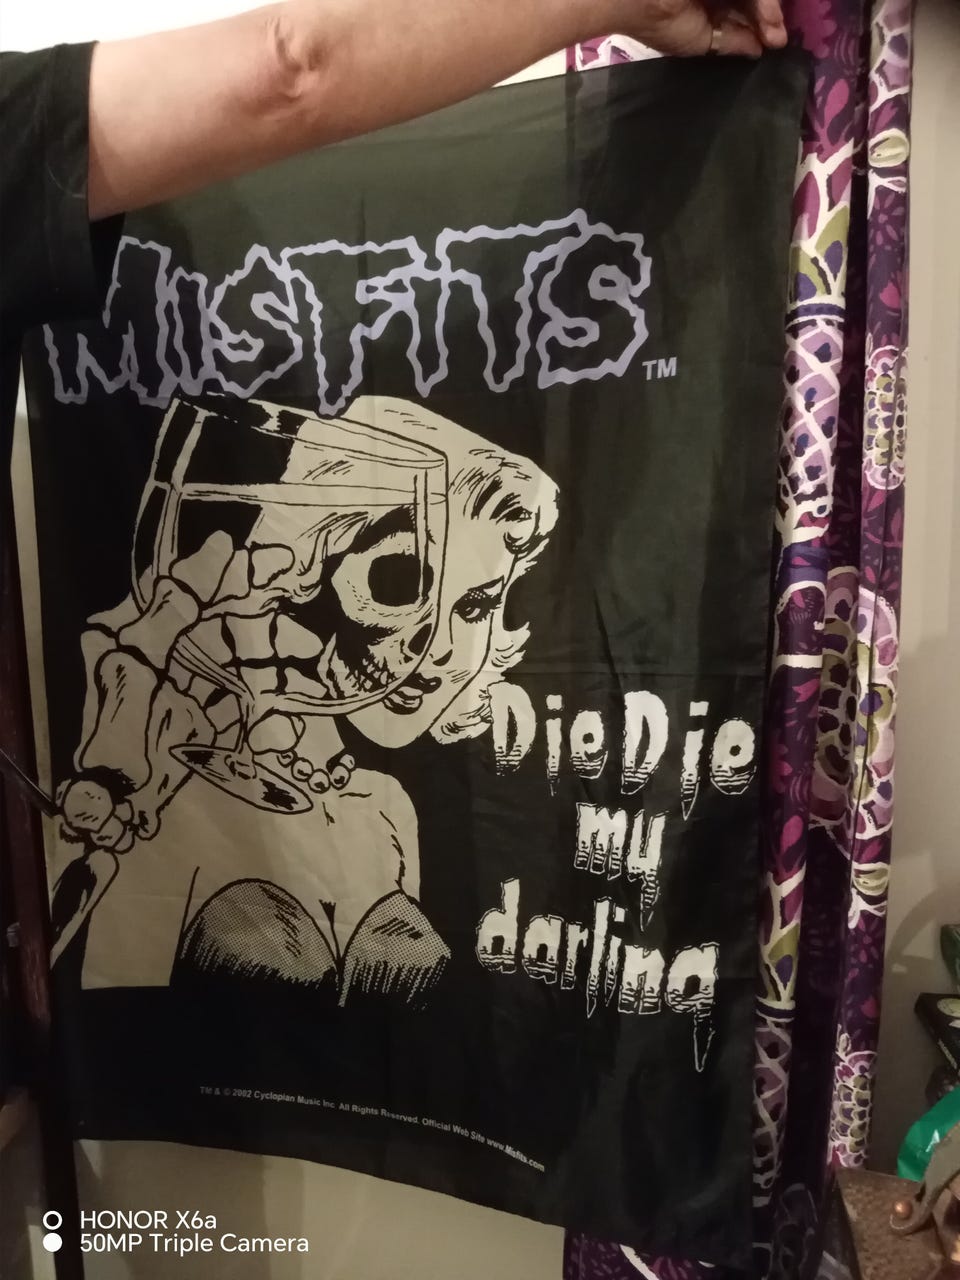 MISFITS TM
Die Die
my
darling
TM & © 2002 Cyclopian Music Inc. All Rights Reserved. Official Web Site www.Misfits.com
HONOR X6a
50MP Triple Camera